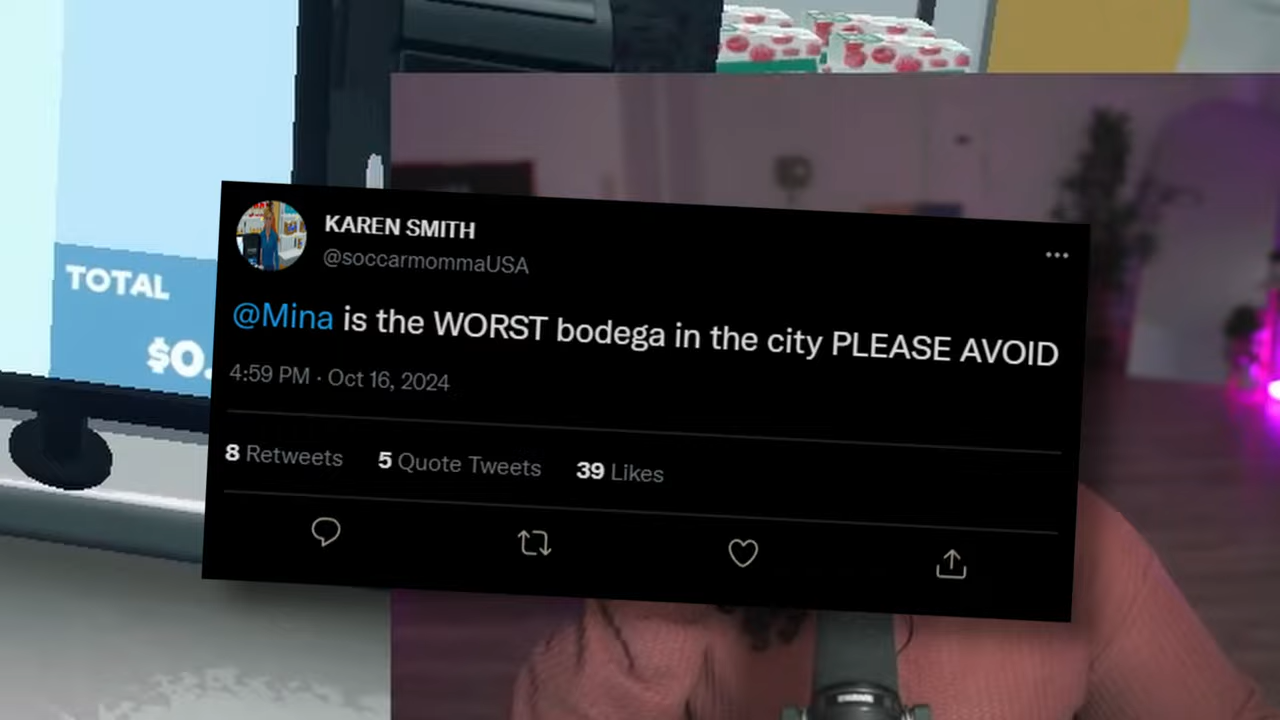 TOTAL
$0.
KAREN SMITH
@soccarmommaUSA
@Mina is the WORST bodega in the city PLEASE AVOID
4:59 PM · Oct 16, 2024
8 Retweets 5 Quote Tweets 39 Likes